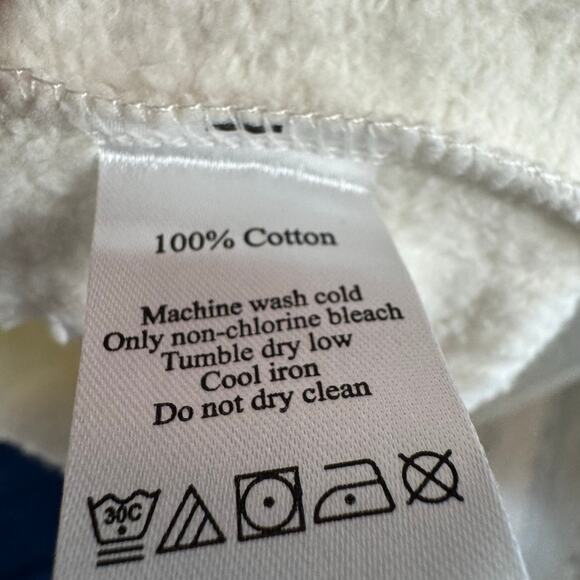 100% Cotton
Machine wash cold
Only non-chlorine bleach
Tumble dry low
Cool iron
Do not dry clean
30C